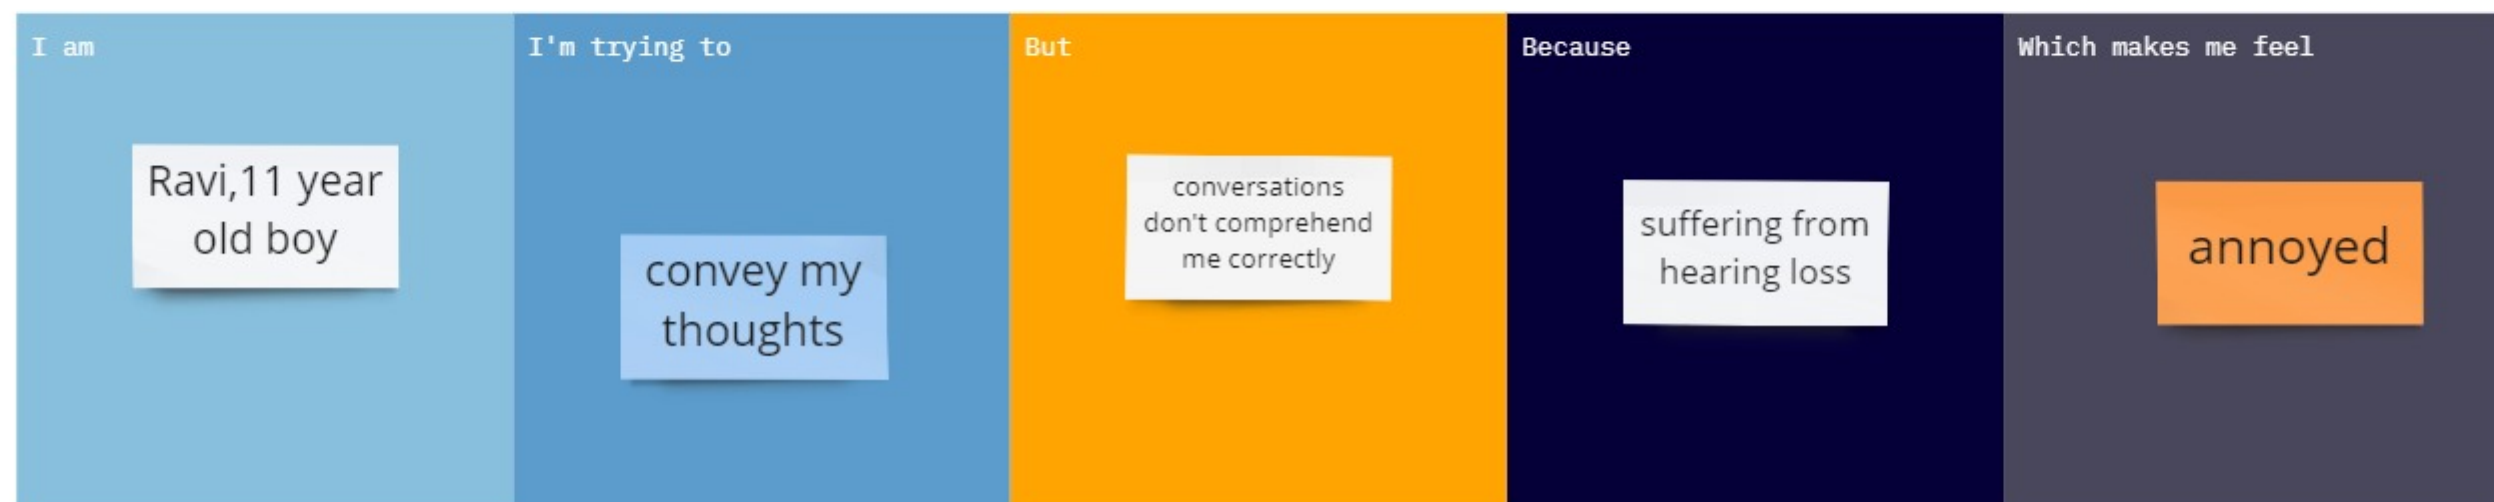 I am
Ravi,11 year
old boy
I'm trying to
convey my
thoughts
But
conversations
don't comprehend
me correctly
Because
suffering from
hearing loss
Which makes me feel
annoyed